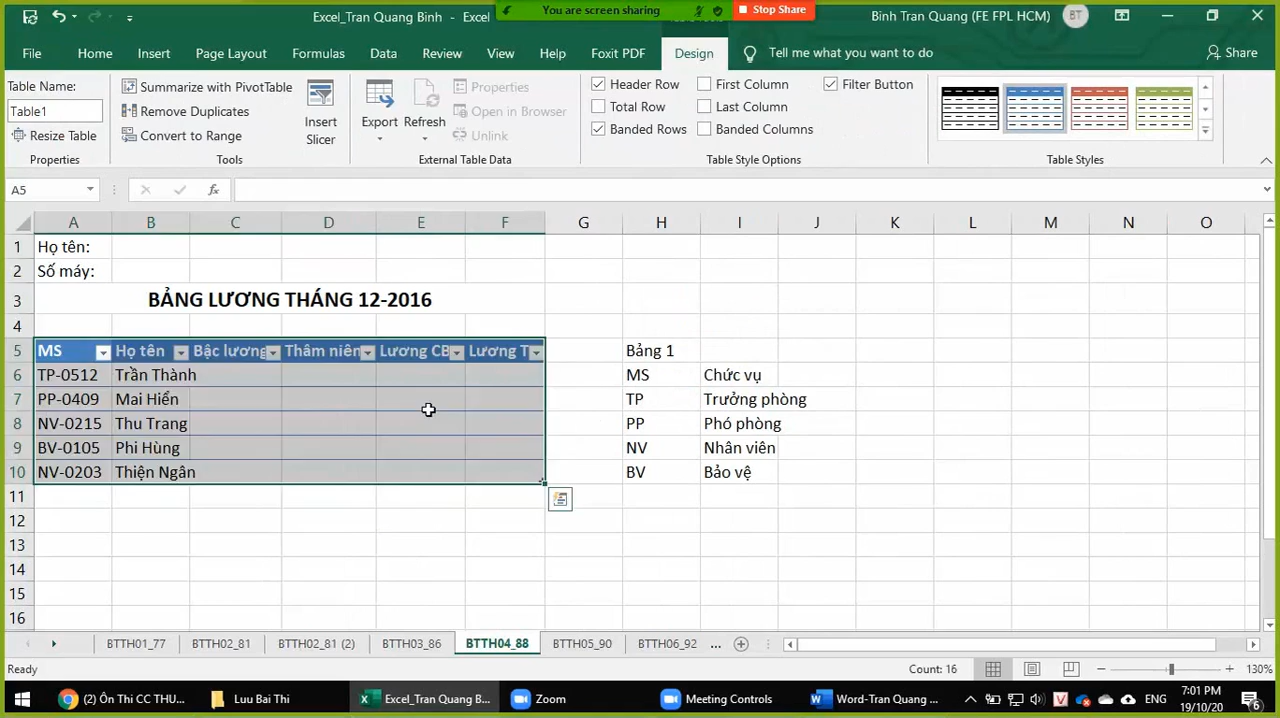 Excel_Tran Quang Binh - Excel
You are screen sharing
Stop Share
Binh Tran Quang (FE FPL HCM)
BT
File Home Insert Page Layout Formulas Data Review View Help Foxit PDF Design Tell me what you want to do Share
Table Name:
Table1
Resize Table
Properties
Summarize with PivotTable
Remove Duplicates
Convert to Range
Tools
Insert
Slicer
Export
Refresh
Properties
Open in Browser
Unlink
External Table Data
Header Row First Column Filter Button
Total Row Last Column
Banded Rows Banded Columns
Table Style Options
Table Styles
A5
fx
A B C D E F G H I J K L M N O
1 Họ tên:
2 Số máy:
3 BẢNG LƯƠNG THÁNG 12-2016
4
5 MS Họ tên Bậc lương Thâm niên Lương CB Lương T Bảng 1
6 TP-0512 Trần Thành MS Chức vụ
7 PP-0409 Mai Hiển TP Trưởng phòng
8 NV-0215 Thu Trang PP Phó phòng
9 BV-0105 Phi Hùng NV Nhân viên
10 NV-0203 Thiện Ngân BV Bảo vệ
11
12
13
14
15
16
BTTH01_77 BTTH02_81 BTTH02_81 (2) BTTH03_86 BTTH04_88 BTTH05_90 BTTH06_92 ...
Ready
Count: 16
130%
(2) Ôn Thi CC THU...
Luu Bai Thi
Excel_Tran Quang B...
Zoom
Meeting Controls
Word-Tran Quang ...
ENG
7:01 PM
19/10/20
6